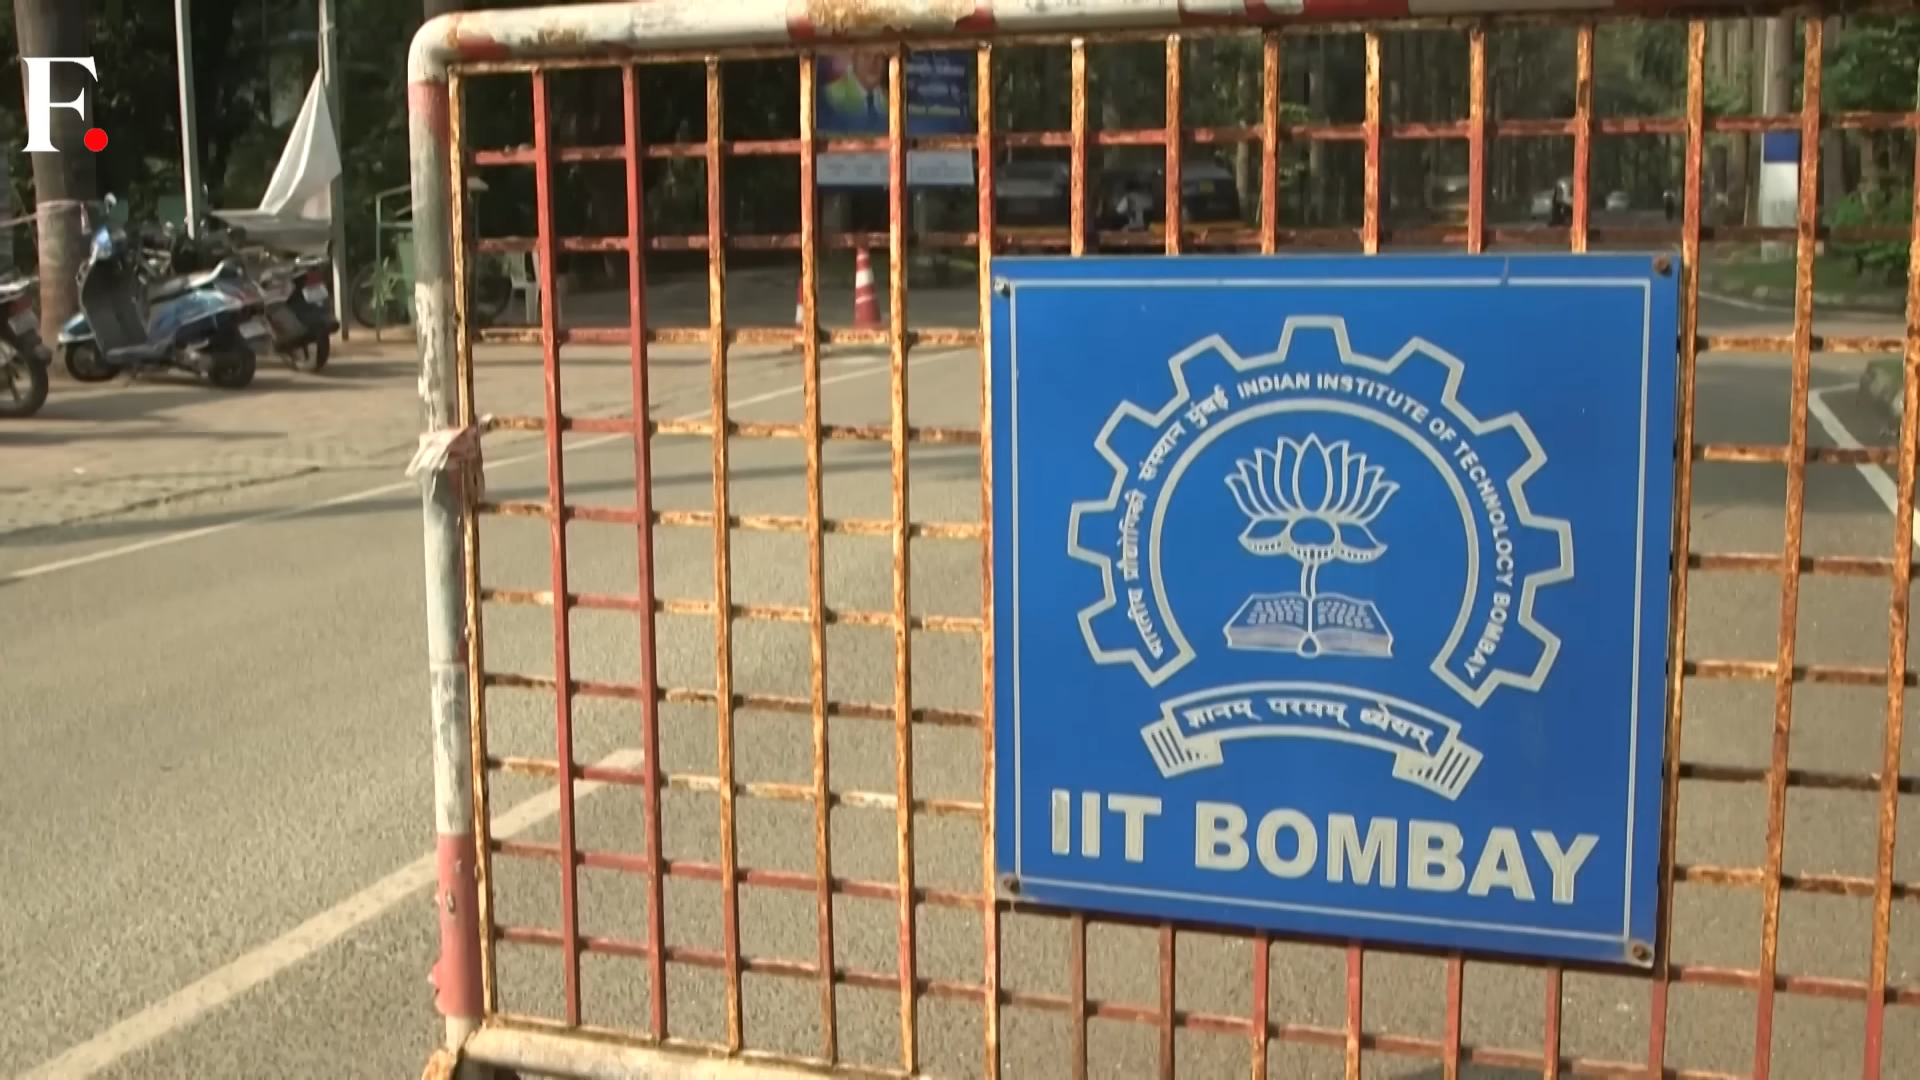 F.
भारतीय प्रौद्योगिकी संस्थान मुंबई
INDIAN INSTITUTE OF TECHNOLOGY BOMBAY
ज्ञानम् परमम् ध्येयम्
IIT BOMBAY